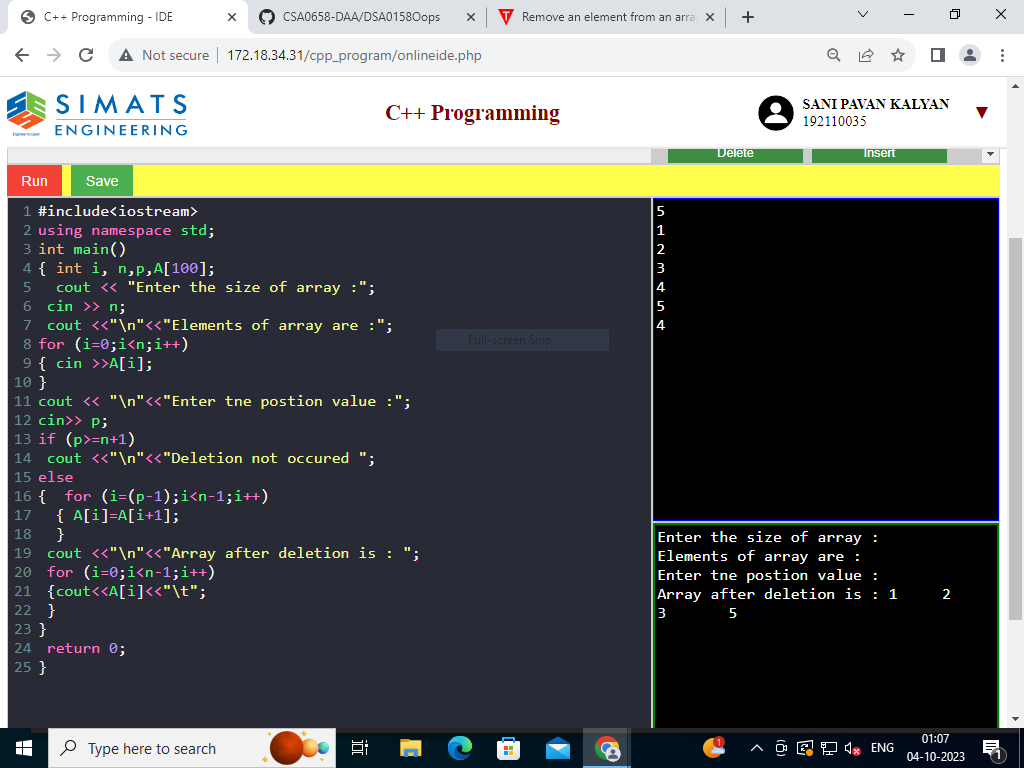 C++ Programming - IDE
CSA0658-DAA/DSA0158Oops
Remove an element from an arra
Not secure
172.18.34.31/cpp_program/onlineide.php
SIMATS
ENGINEERING
C++ Programming
SANI PAVAN KALYAN
192110035
Delete
Insert
Run
Save
1 #include<iostream>
2 using namespace std;
3 int main()
4 { int i, n,p,A[100];
5 cout << "Enter the size of array :";
6 cin >> n;
7 cout <<"\n"<<"Elements of array are :";
8 for (i=0;i<n;i++)
9 { cin >>A[i];
10 }
11 cout << "\n"<<"Enter tne postion value :";
12 cin>> p;
13 if (p>=n+1)
14 cout <<"\n"<<"Deletion not occured ";
15 else
16 { for (i=(p-1);i<n-1;i++)
17 { A[i]=A[i+1];
18 }
19 cout <<"\n"<<"Array after deletion is : ";
20 for (i=0;i<n-1;i++)
21 {cout<<A[i]<<"\t";
22 }
23 }
24 return 0;
25 }
Full-screen Snip
5
1
2
3
4
5
4
Enter the size of array :
Elements of array are :
Enter tne postion value :
Array after deletion is : 1 2
3 5
Type here to search
1
ENG
01:07
04-10-2023
1